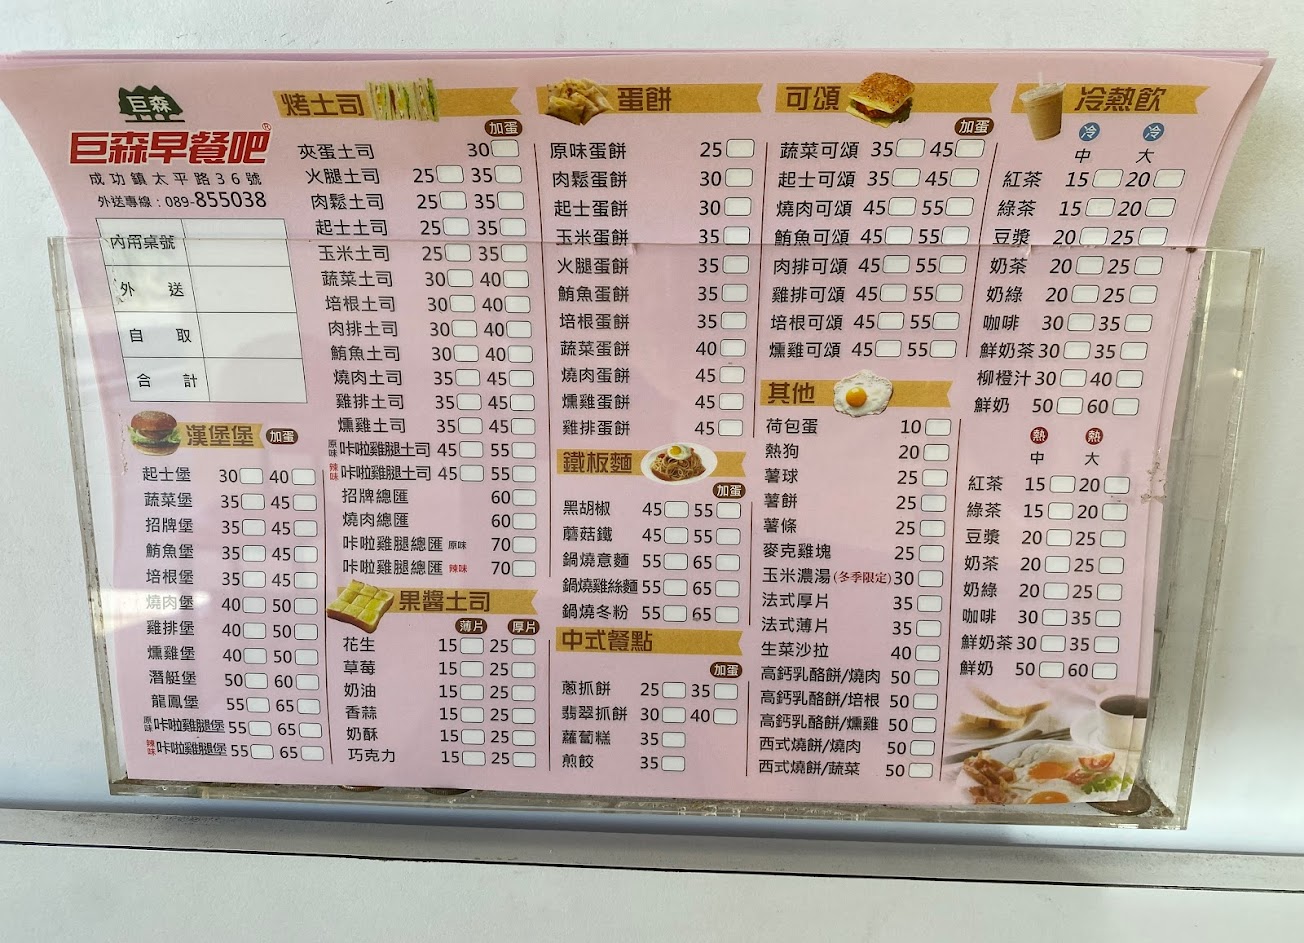 巨森
巨森早餐吧®
成功鎮太平路36號
外送專線：089-855038
內用桌號
外 送
自 取
合 計
漢堡堡 加蛋
起士堡 30 40
蔬菜堡 35 45
招牌堡 35 45
鮪魚堡 35 45
培根堡 35 45
燒肉堡 40 50
雞排堡 40 50
燻雞堡 40 50
潛艇堡 50 60
龍鳳堡 55 65
原味 咔啦雞腿堡 55 65
辣味 咔啦雞腿堡 55 65
烤土司
加蛋
夾蛋土司 30
火腿土司 25 35
肉鬆土司 25 35
起士土司 25 35
玉米土司 25 35
蔬菜土司 30 40
培根土司 30 40
肉排土司 30 40
鮪魚土司 30 40
燒肉土司 35 45
雞排土司 35 45
燻雞土司 35 45
原味 咔啦雞腿土司 45 55
辣味 咔啦雞腿土司 45 55
招牌總匯 60
燒肉總匯 60
咔啦雞腿總匯 原味 70
咔啦雞腿總匯 辣味 70
果醬土司
薄片 厚片
花生 15 25
草莓 15 25
奶油 15 25
香蒜 15 25
奶酥 15 25
巧克力 15 25
蛋餅
原味蛋餅 25
肉鬆蛋餅 30
起士蛋餅 30
玉米蛋餅 35
火腿蛋餅 35
鮪魚蛋餅 35
培根蛋餅 35
蔬菜蛋餅 40
燒肉蛋餅 45
燻雞蛋餅 45
雞排蛋餅 45
鐵板麵
加蛋
黑胡椒 45 55
蘑菇鐵 45 55
鍋燒意麵 55 65
鍋燒雞絲麵 55 65
鍋燒冬粉 55 65
中式餐點
加蛋
蔥抓餅 25 35
翡翠抓餅 30 40
蘿蔔糕 35
煎餃 35
可頌
加蛋
蔬菜可頌 35 45
起士可頌 35 45
燒肉可頌 45 55
鮪魚可頌 45 55
肉排可頌 45 55
雞排可頌 45 55
培根可頌 45 55
燻雞可頌 45 55
其他
荷包蛋 10
熱狗 20
薯球 25
薯餅 25
薯條 25
麥克雞塊 25
玉米濃湯(冬季限定) 30
法式厚片 35
法式薄片 35
生菜沙拉 40
高鈣乳酪餅/燒肉 50
高鈣乳酪餅/培根 50
高鈣乳酪餅/燻雞 50
西式燒餅/燒肉 50
西式燒餅/蔬菜 50
冷熱飲
冷 冷
中 大
紅茶 15 20
綠茶 15 20
豆漿 20 25
奶茶 20 25
奶綠 20 25
咖啡 30 35
鮮奶茶 30 35
柳橙汁 30 40
鮮奶 50 60
熱 熱
中 大
紅茶 15 20
綠茶 15 20
豆漿 20 25
奶茶 20 25
奶綠 20 25
咖啡 30 35
鮮奶茶 30 35
鮮奶 50 60